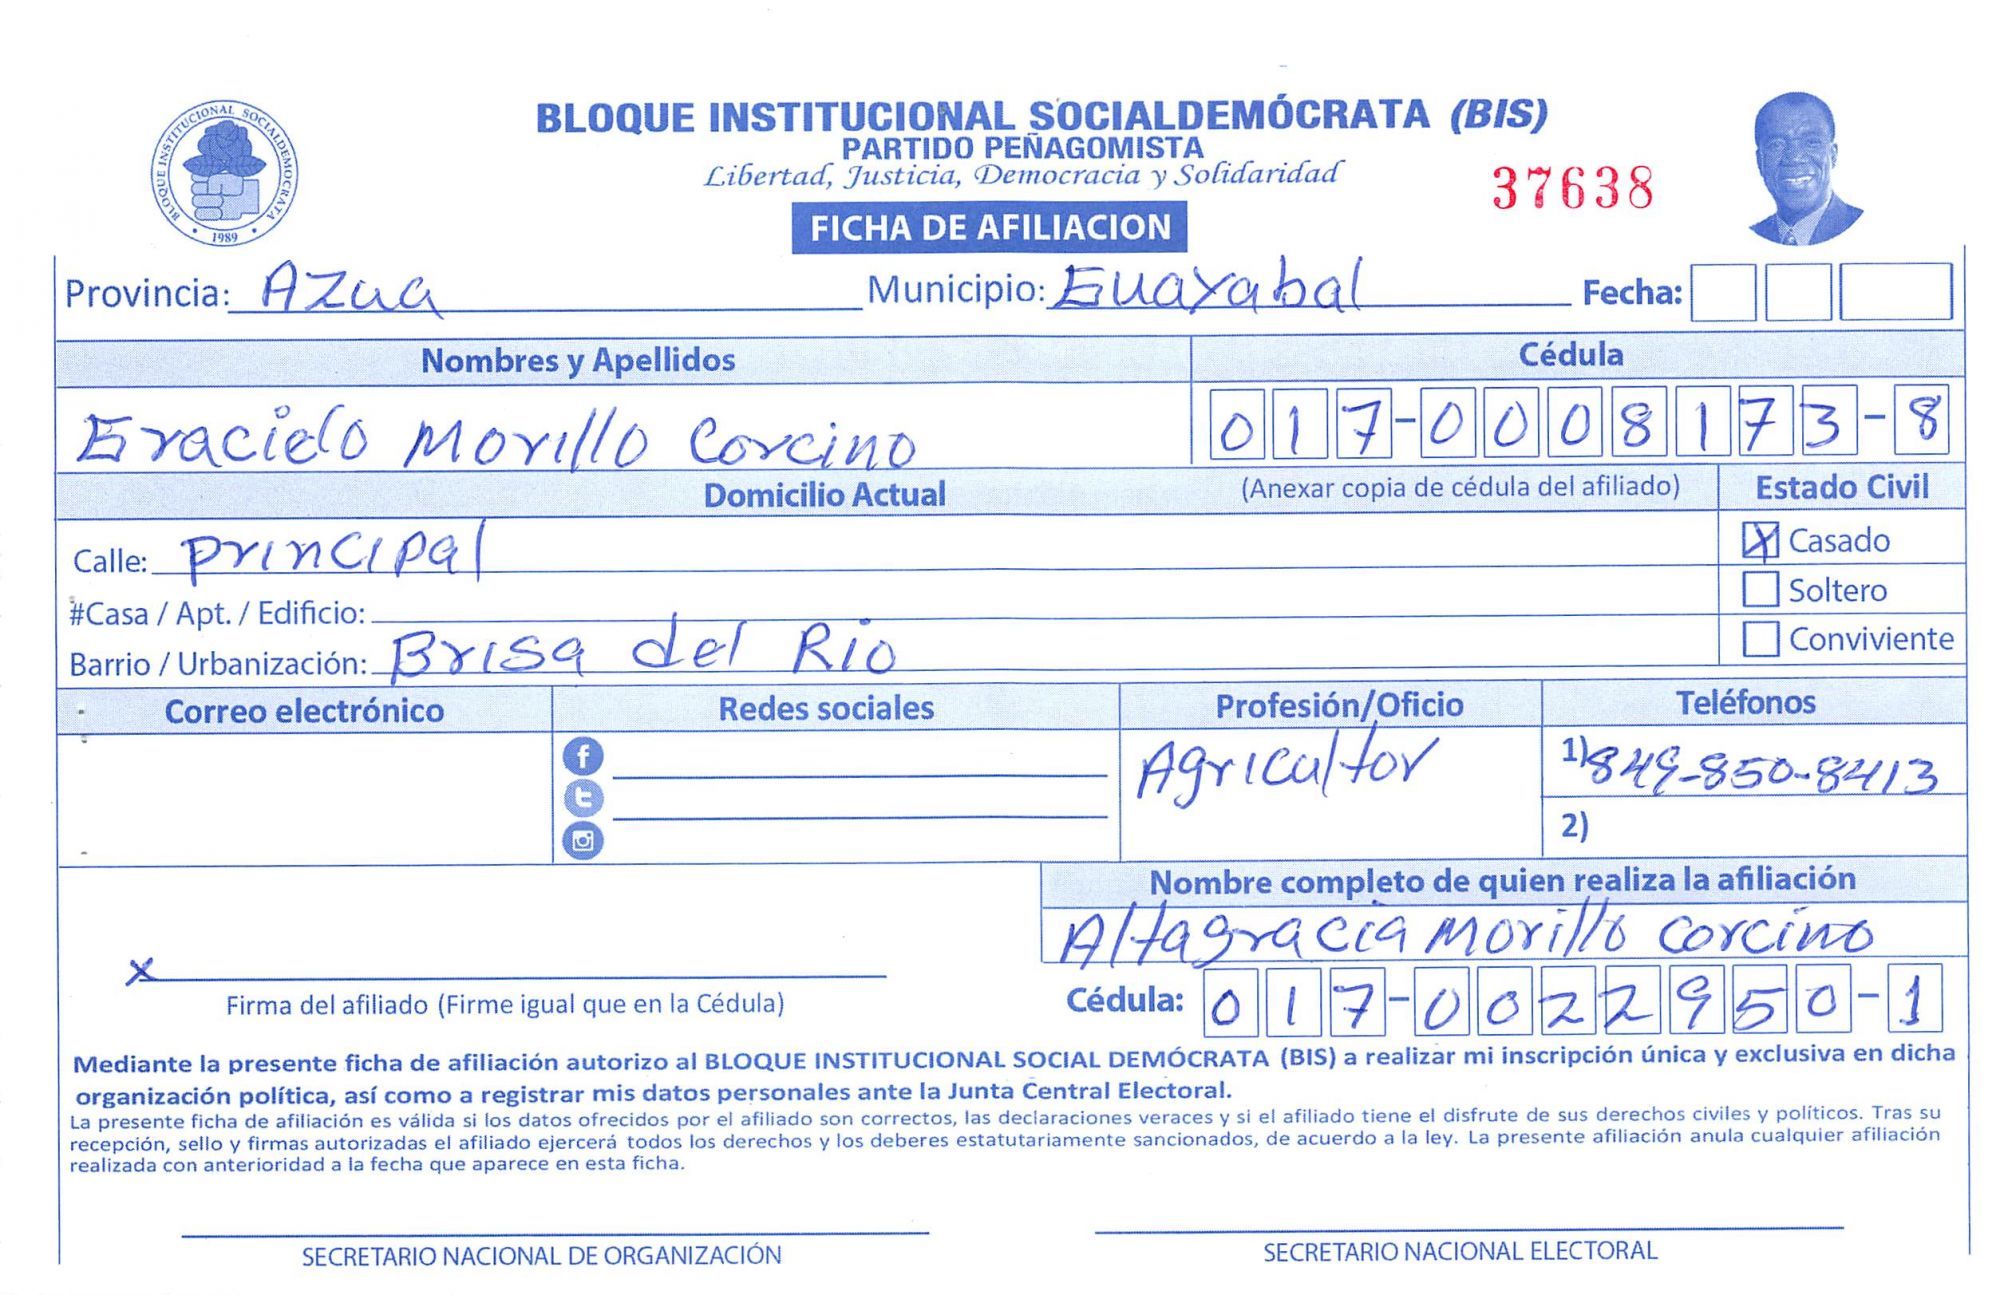 BLOQUE INSTITUCIONAL SOCIALDEMOCRATA
1989
BLOQUE INSTITUCIONAL SOCIALDEMÓCRATA (BIS)
PARTIDO PEÑAGOMISTA
Libertad, Justicia, Democracia y Solidaridad
37638
FICHA DE AFILIACION
Provincia: Azua Municipio: Guayabal Fecha:
Nombres y Apellidos Cédula
Eracielo Morillo Corcino 017-0008173-8
Domicilio Actual (Anexar copia de cédula del afiliado) Estado Civil
Calle: Principal X Casado
#Casa / Apt. / Edificio: Soltero
Barrio / Urbanización: Brisa del Rio Conviviente
Correo electrónico Redes sociales Profesión/Oficio Teléfonos
Agricultor 1) 849-850-8413
2)
Nombre completo de quien realiza la afiliación
Altagracia Morillo Corcino
X
Firma del afiliado (Firme igual que en la Cédula) Cédula: 017-0022950-1
Mediante la presente ficha de afiliación autorizo al BLOQUE INSTITUCIONAL SOCIAL DEMÓCRATA (BIS) a realizar mi inscripción única y exclusiva en dicha
organización política, así como a registrar mis datos personales ante la Junta Central Electoral.
La presente ficha de afiliación es válida si los datos ofrecidos por el afiliado son correctos, las declaraciones veraces y si el afiliado tiene el disfrute de sus derechos civiles y políticos. Tras su
recepción, sello y firmas autorizadas el afiliado ejercerá todos los derechos y los deberes estatutariamente sancionados, de acuerdo a la ley. La presente afiliación anula cualquier afiliación
realizada con anterioridad a la fecha que aparece en esta ficha.
SECRETARIO NACIONAL DE ORGANIZACIÓN SECRETARIO NACIONAL ELECTORAL